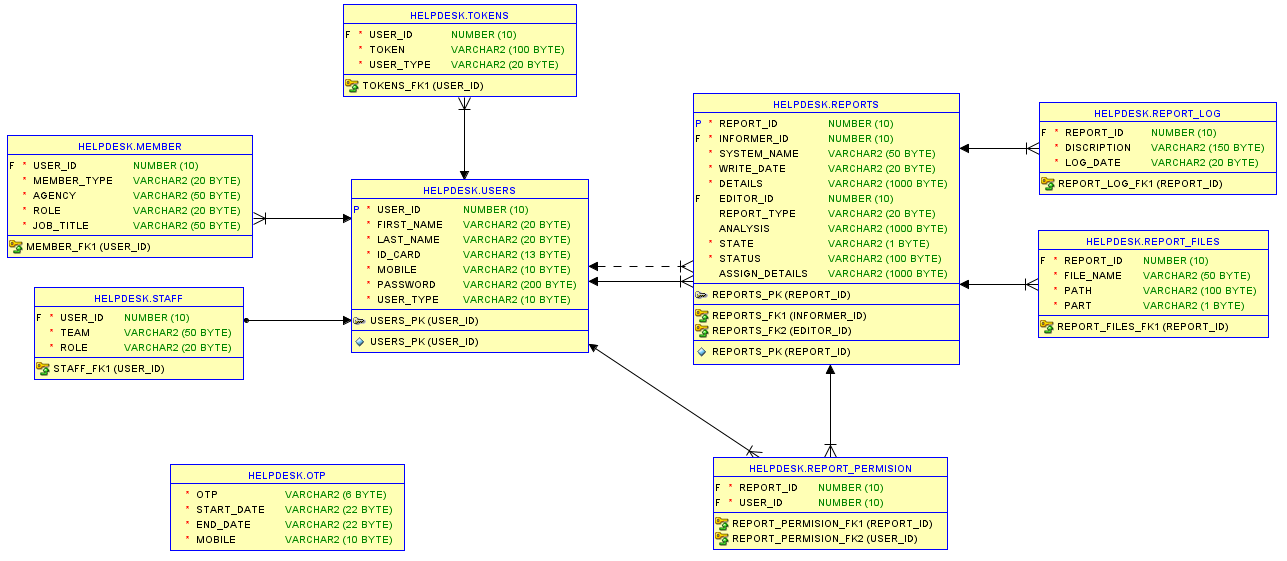 HELPDESK.TOKENS
F * USER_ID NUMBER (10)
* TOKEN VARCHAR2 (100 BYTE)
* USER_TYPE VARCHAR2 (20 BYTE)
TOKENS_FK1 (USER_ID)
HELPDESK.MEMBER
F * USER_ID NUMBER (10)
* MEMBER_TYPE VARCHAR2 (20 BYTE)
* AGENCY VARCHAR2 (50 BYTE)
* ROLE VARCHAR2 (20 BYTE)
* JOB_TITLE VARCHAR2 (50 BYTE)
MEMBER_FK1 (USER_ID)
HELPDESK.USERS
P * USER_ID NUMBER (10)
* FIRST_NAME VARCHAR2 (20 BYTE)
* LAST_NAME VARCHAR2 (20 BYTE)
* ID_CARD VARCHAR2 (13 BYTE)
* MOBILE VARCHAR2 (10 BYTE)
* PASSWORD VARCHAR2 (200 BYTE)
* USER_TYPE VARCHAR2 (10 BYTE)
USERS_PK (USER_ID)
USERS_PK (USER_ID)
HELPDESK.REPORTS
P * REPORT_ID NUMBER (10)
F * INFORMER_ID NUMBER (10)
* SYSTEM_NAME VARCHAR2 (50 BYTE)
* WRITE_DATE VARCHAR2 (20 BYTE)
* DETAILS VARCHAR2 (1000 BYTE)
F EDITOR_ID NUMBER (10)
REPORT_TYPE VARCHAR2 (20 BYTE)
ANALYSIS VARCHAR2 (1000 BYTE)
* STATE VARCHAR2 (1 BYTE)
* STATUS VARCHAR2 (100 BYTE)
ASSIGN_DETAILS VARCHAR2 (1000 BYTE)
REPORTS_PK (REPORT_ID)
REPORTS_FK1 (INFORMER_ID)
REPORTS_FK2 (EDITOR_ID)
REPORTS_PK (REPORT_ID)
HELPDESK.REPORT_LOG
F * REPORT_ID NUMBER (10)
* DISCRIPTION VARCHAR2 (150 BYTE)
* LOG_DATE VARCHAR2 (20 BYTE)
REPORT_LOG_FK1 (REPORT_ID)
HELPDESK.REPORT_FILES
F * REPORT_ID NUMBER (10)
* FILE_NAME VARCHAR2 (50 BYTE)
* PATH VARCHAR2 (100 BYTE)
* PART VARCHAR2 (1 BYTE)
REPORT_FILES_FK1 (REPORT_ID)
HELPDESK.STAFF
F * USER_ID NUMBER (10)
* TEAM VARCHAR2 (50 BYTE)
* ROLE VARCHAR2 (20 BYTE)
STAFF_FK1 (USER_ID)
HELPDESK.OTP
* OTP VARCHAR2 (6 BYTE)
* START_DATE VARCHAR2 (22 BYTE)
* END_DATE VARCHAR2 (22 BYTE)
* MOBILE VARCHAR2 (10 BYTE)
HELPDESK.REPORT_PERMISION
F * REPORT_ID NUMBER (10)
F * USER_ID NUMBER (10)
REPORT_PERMISION_FK1 (REPORT_ID)
REPORT_PERMISION_FK2 (USER_ID)